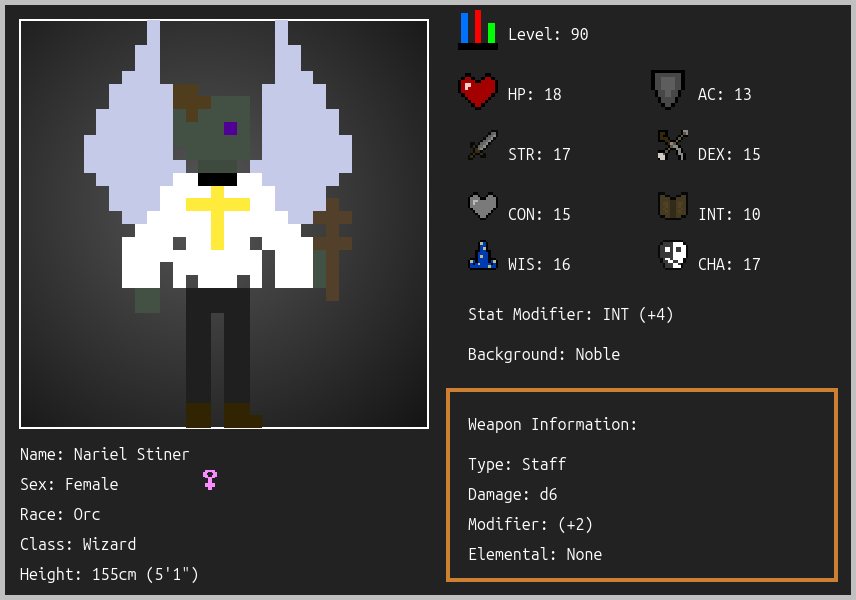 Level: 90
HP: 18
AC: 13
STR: 17
DEX: 15
CON: 15
INT: 10
WIS: 16
CHA: 17
Stat Modifier: INT (+4)
Background: Noble
Weapon Information:
Type: Staff
Damage: d6
Modifier: (+2)
Elemental: None
Name: Nariel Stiner
Sex: Female
Race: Orc
Class: Wizard
Height: 155cm (5'1")